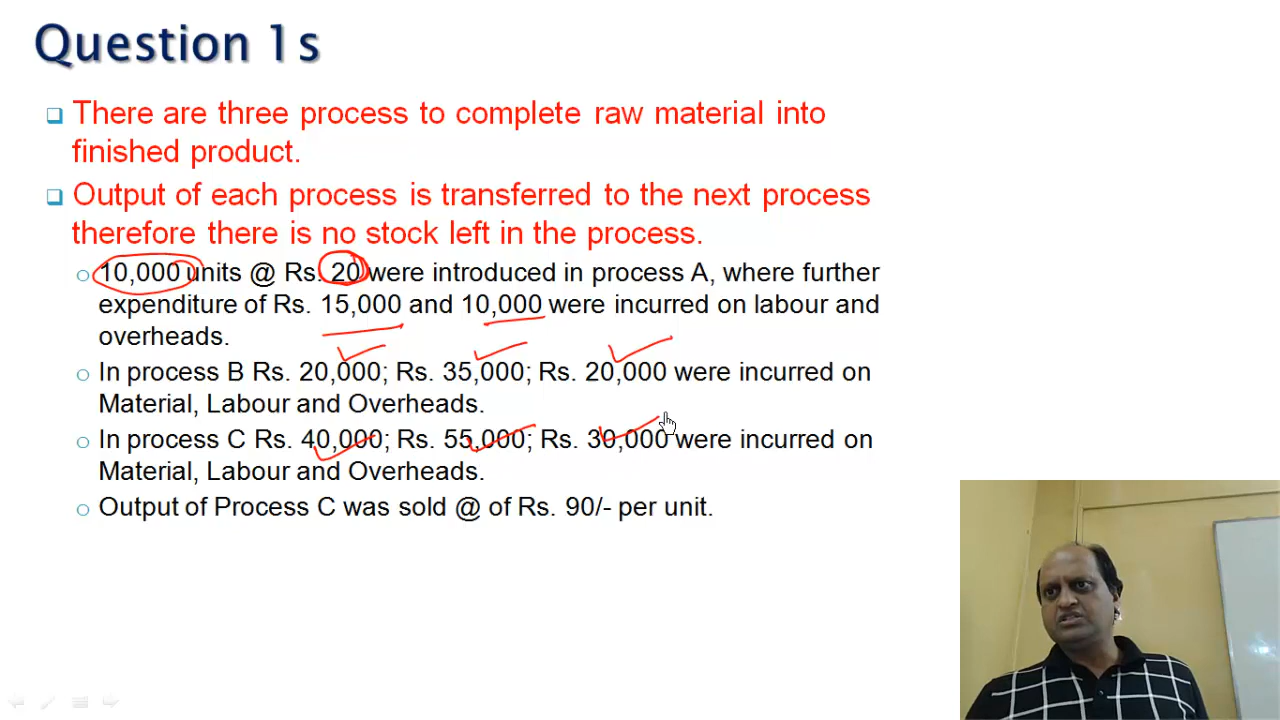 Question 1s
There are three process to complete raw material into
finished product.
Output of each process is transferred to the next process
therefore there is no stock left in the process.
10,000 units @ Rs. 20 were introduced in process A, where further
expenditure of Rs. 15,000 and 10,000 were incurred on labour and
overheads.
In process B Rs. 20,000; Rs. 35,000; Rs. 20,000 were incurred on
Material, Labour and Overheads.
In process C Rs. 40,000; Rs. 55,000; Rs. 30,000 were incurred on
Material, Labour and Overheads.
Output of Process C was sold @ of Rs. 90/- per unit.